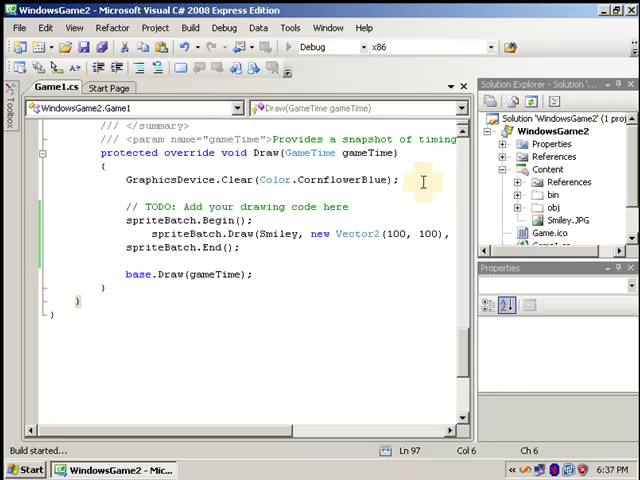 WindowsGame2 - Microsoft Visual C# 2008 Express Edition
File Edit View Refactor Project Build Debug Data Tools Window Help
Debug x86
Game1.cs Start Page
WindowsGame2.Game1 Draw(GameTime gameTime)
/// </summary>
/// <param name="gameTime">Provides a snapshot of timing
protected override void Draw(GameTime gameTime)
{
GraphicsDevice.Clear(Color.CornflowerBlue);
// TODO: Add your drawing code here
spriteBatch.Begin();
spriteBatch.Draw(Smiley, new Vector2(100, 100),
spriteBatch.End();
base.Draw(gameTime);
}
}
}
Toolbox
Solution Explorer - WindowsGame2
Solution 'WindowsGame2' (1 proj
WindowsGame2
Properties
References
Content
References
bin
obj
Smiley.JPG
Game.ico
Game1.cs
Properties
Build started... Ln 97 Col 6 Ch 6
Start WindowsGame2 - Mic... 6:37 PM